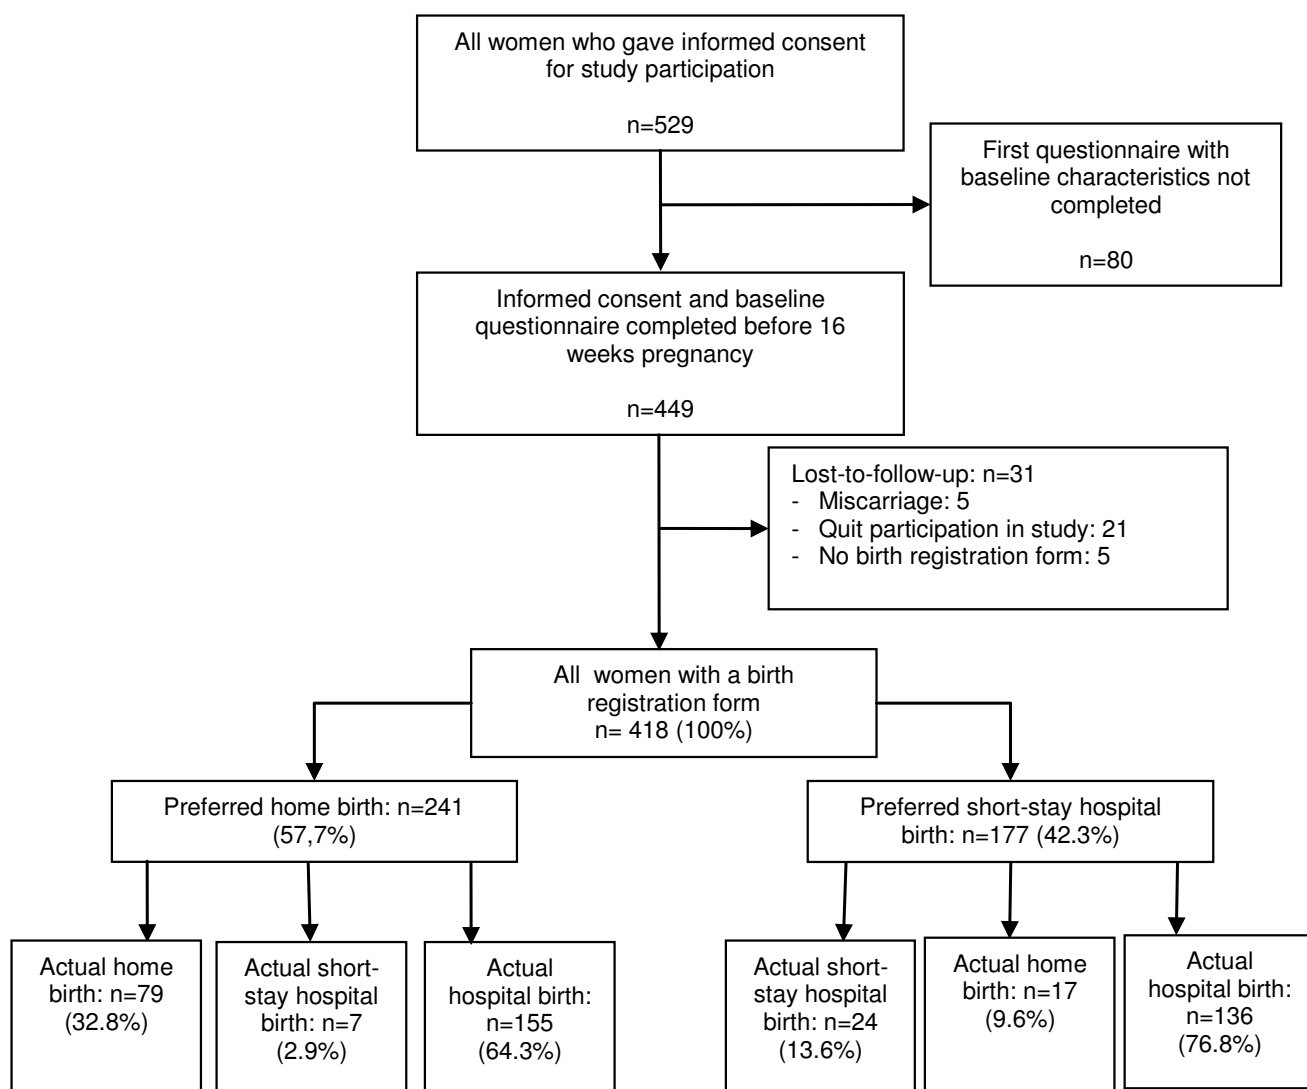 All women who gave informed consent
for study participation
n=529
First questionnaire with
baseline characteristics not
completed
n=80
Informed consent and baseline
questionnaire completed before 16
weeks pregnancy
n=449
Lost-to-follow-up: n=31
- Miscarriage: 5
- Quit participation in study: 21
- No birth registration form: 5
All women with a birth
registration form
n= 418 (100%)
Preferred home birth: n=241
(57,7%)
Preferred short-stay hospital
birth: n=177 (42.3%)
Actual home
birth: n=79
(32.8%)
Actual short-
stay hospital
birth: n=7
(2.9%)
Actual
hospital birth:
n=155
(64.3%)
Actual short-
stay hospital
birth: n=24
(13.6%)
Actual home
birth: n=17
(9.6%)
Actual
hospital birth:
n=136
(76.8%)